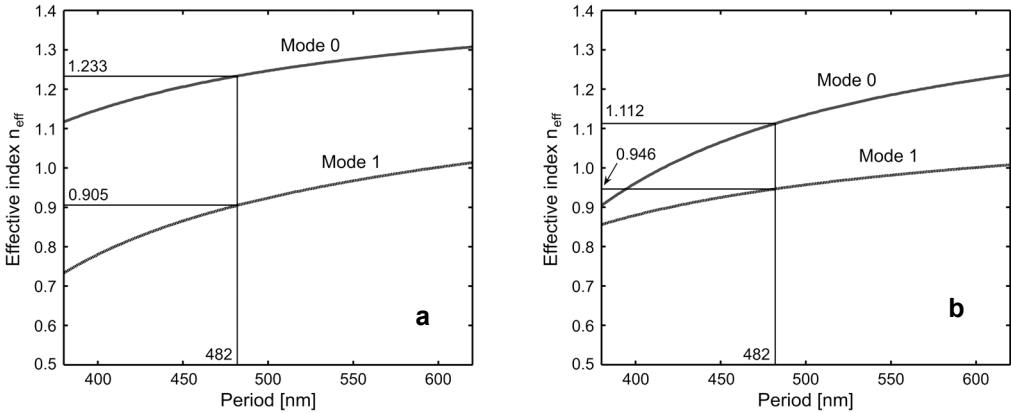 1.4
1.3
1.2
1.1
1.0
0.9
0.8
0.7
0.6
0.5
Effective index n_eff
1.233
0.905
Mode 0
Mode 1
482
a
400 450 500 550 600
Period [nm]
1.4
1.3
1.2
1.1
1.0
0.9
0.8
0.7
0.6
0.5
Effective index n_eff
1.112
0.946
Mode 0
Mode 1
482
b
400 450 500 550 600
Period [nm]